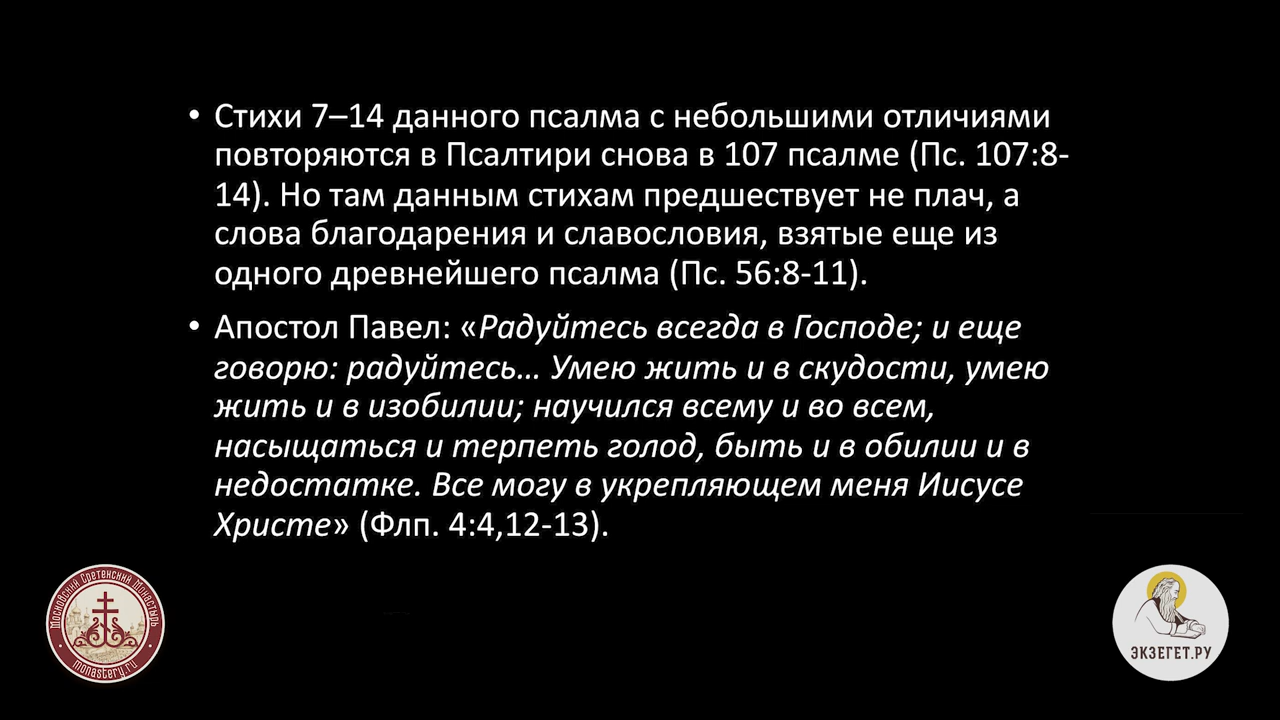 • Стихи 7–14 данного псалма с небольшими отличиями
повторяются в Псалтири снова в 107 псалме (Пс. 107:8-
14). Но там данным стихам предшествует не плач, а
слова благодарения и славословия, взятые еще из
одного древнейшего псалма (Пс. 56:8-11).
• Апостол Павел: «Радуйтесь всегда в Господе; и еще
говорю: радуйтесь... Умею жить и в скудости, умею
жить и в изобилии; научился всему и во всем,
насыщаться и терпеть голод, быть и в обилии и в
недостатке. Все могу в укрепляющем меня Иисусе
Христе» (Флп. 4:4,12-13).
Московский Сретенский Монастырь
monastery.ru
ЭКЗЕГЕТ.РУ